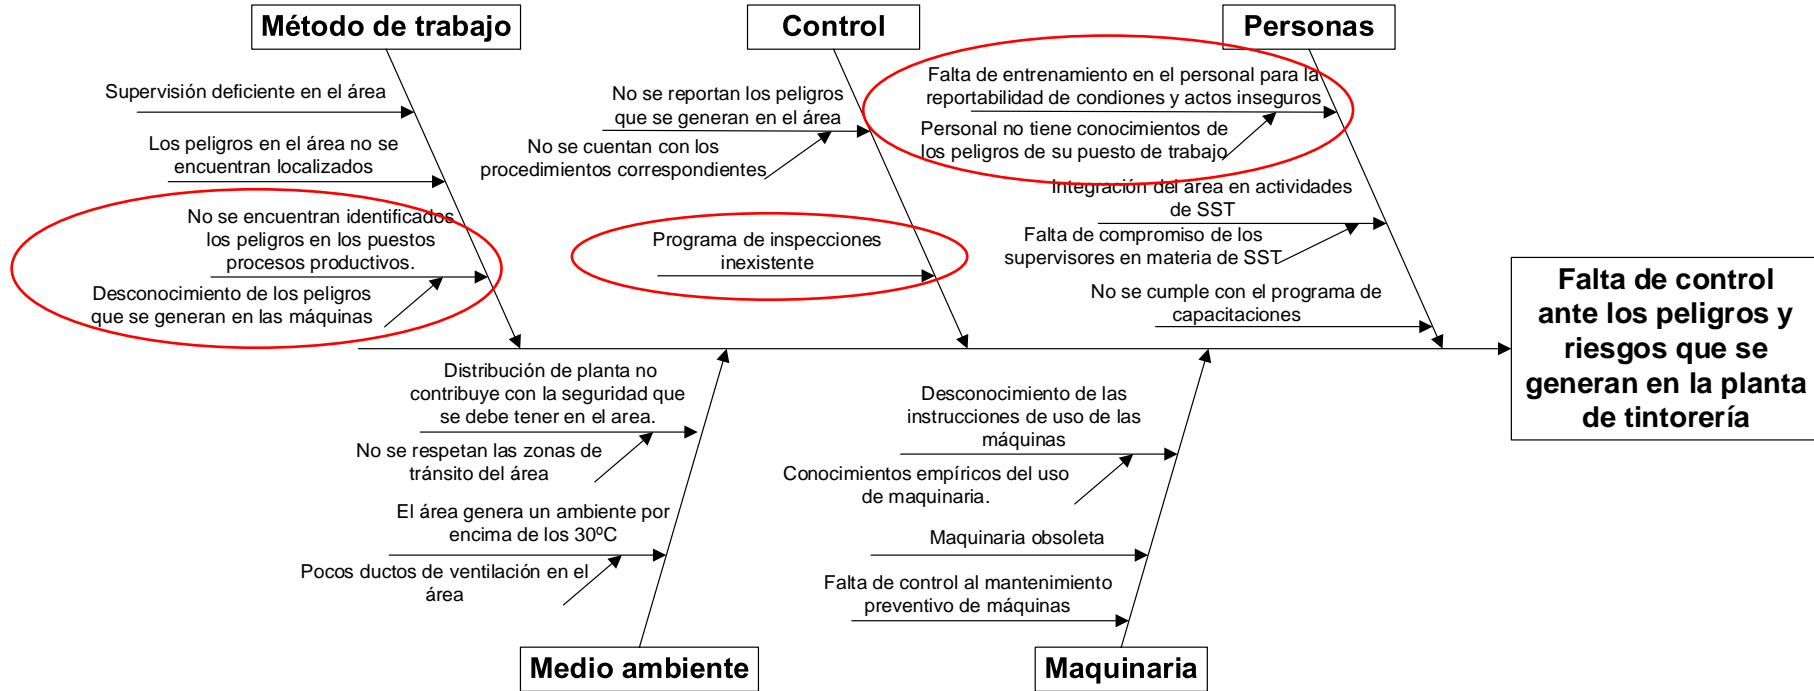 Método de trabajo
Control
Personas
Supervisión deficiente en el área
Los peligros en el área no se
encuentran localizados
No se encuentran identificados
los peligros en los puestos
procesos productivos.
Desconocimiento de los peligros
que se generan en las máquinas
No se reportan los peligros
que se generan en el área
No se cuentan con los
procedimientos correspondientes
Programa de inspecciones
inexistente
Falta de entrenamiento en el personal para la
reportabilidad de condiones y actos inseguros
Personal no tiene conocimientos de
los peligros de su puesto de trabajo
Integración del área en actividades
de SST
Falta de compromiso de los
supervisores en materia de SST
No se cumple con el programa de
capacitaciones
Falta de control
ante los peligros y
riesgos que se
generan en la planta
de tintorería
Distribución de planta no
contribuye con la seguridad que
se debe tener en el area.
No se respetan las zonas de
tránsito del área
El área genera un ambiente por
encima de los 30ºC
Pocos ductos de ventilación en el
área
Desconocimiento de las
instrucciones de uso de las
máquinas
Conocimientos empíricos del uso
de maquinaria.
Maquinaria obsoleta
Falta de control al mantenimiento
preventivo de máquinas
Medio ambiente
Maquinaria